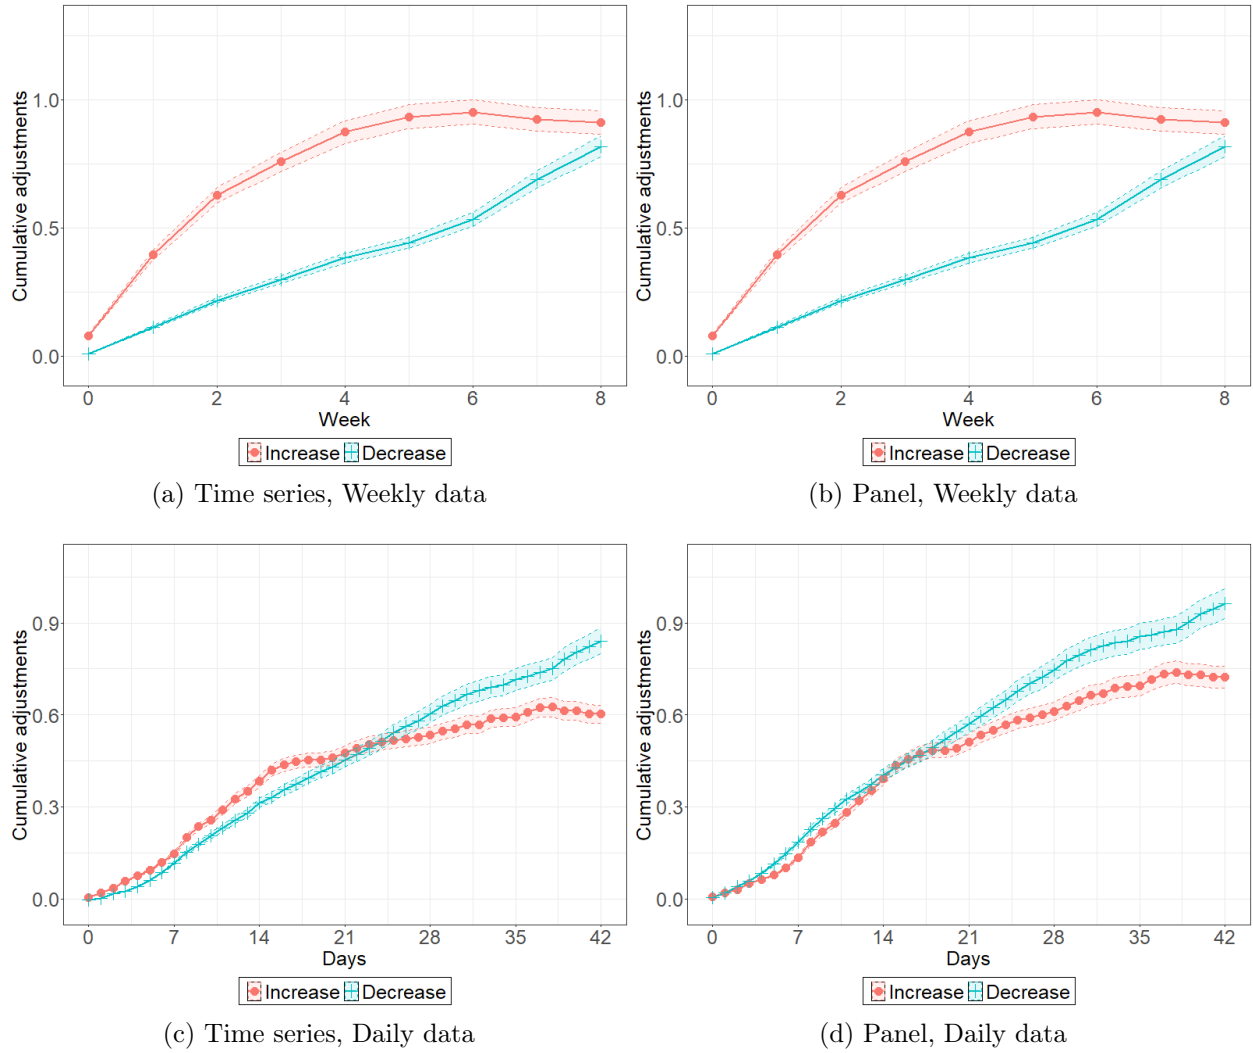 Cumulative adjustments
1.0
0.5
0.0
0 2 4 6 8
Week
Increase Decrease
(a) Time series, Weekly data
Cumulative adjustments
1.0
0.5
0.0
0 2 4 6 8
Week
Increase Decrease
(b) Panel, Weekly data
Cumulative adjustments
0.9
0.6
0.3
0.0
0 7 14 21 28 35 42
Days
Increase Decrease
(c) Time series, Daily data
Cumulative adjustments
0.9
0.6
0.3
0.0
0 7 14 21 28 35 42
Days
Increase Decrease
(d) Panel, Daily data